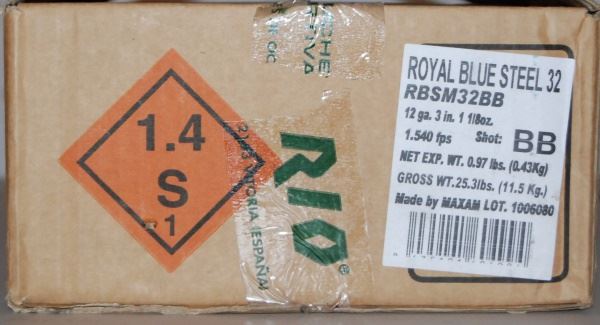 1.4
S
1
RIO®
VITORIA (ESPAÑA)
ROYAL BLUE STEEL 32
RBSM32BB
12 ga. 3 in. 1 1/8oz.
1.540 fps Shot: BB
NET EXP. WT. 0.97 lbs. (0.43Kg)
GROSS WT.25.3lbs. (11.5 Kg.)
Made by MAXAM LOT. 1006080